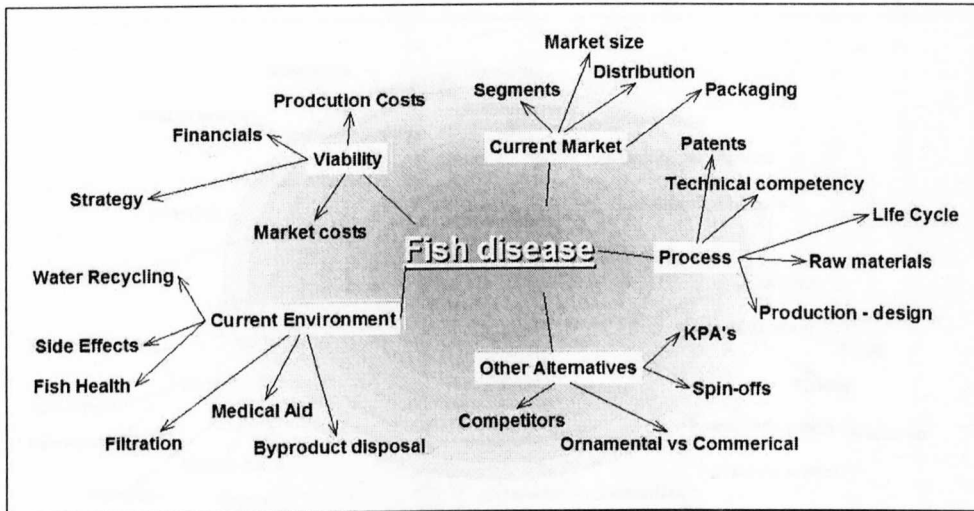 Market size
Distribution
Segments
Packaging
Current Market
Prodcution Costs
Financials
Viability
Strategy
Market costs
Patents
Technical competency
Life Cycle
Process
Raw materials
Production - design
Fish disease
Water Recycling
Current Environment
Side Effects
Fish Health
Medical Aid
Filtration
Byproduct disposal
KPA's
Other Alternatives
Spin-offs
Competitors
Ornamental vs Commerical